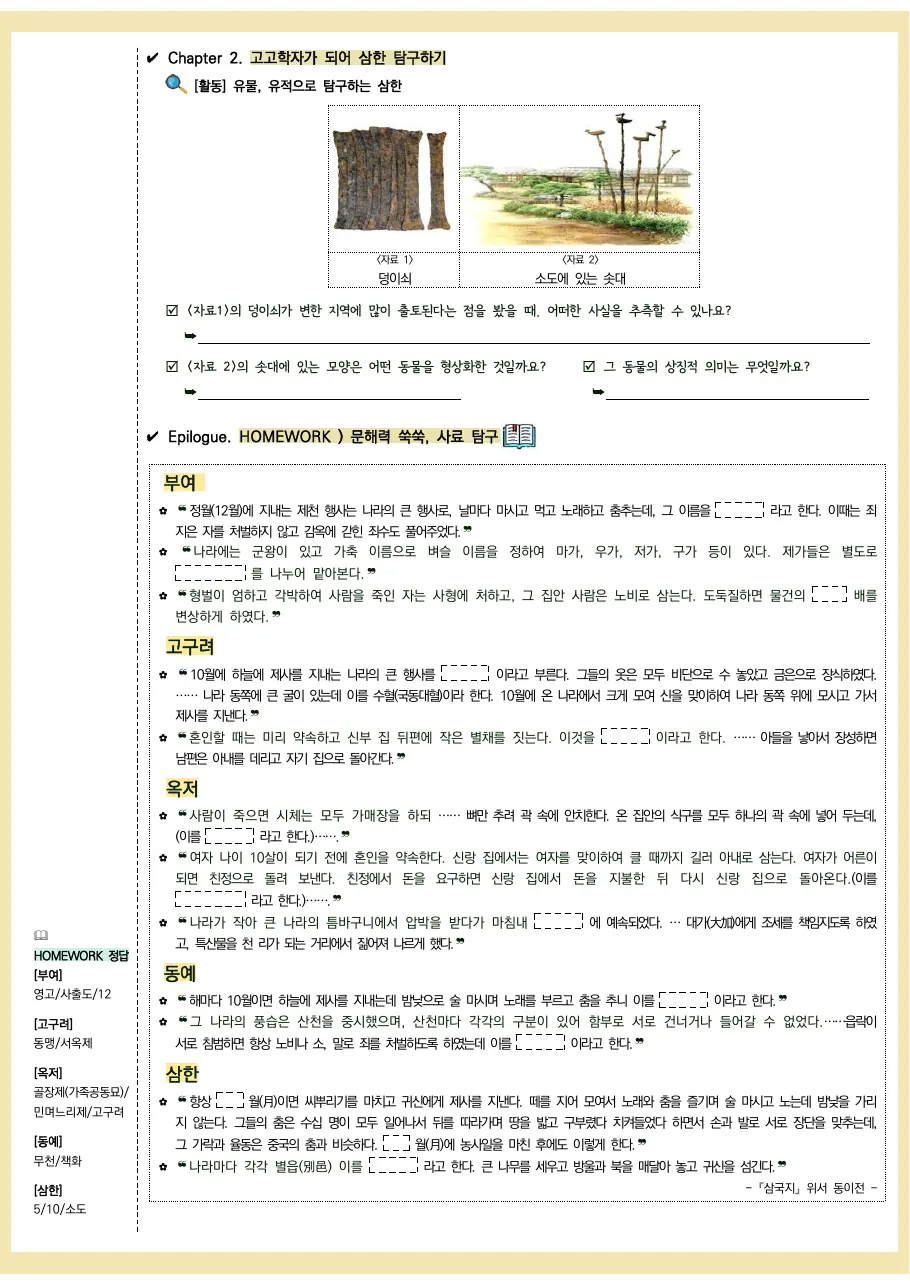 ✔ Chapter 2. 고고학자가 되어 삼한 탐구하기
[활동] 유물, 유적으로 탐구하는 삼한
<자료 1>
덩이쇠
<자료 2>
소도에 있는 솟대
☑ <자료1>의 덩이쇠가 변한 지역에 많이 출토된다는 점을 봤을 때, 어떠한 사실을 추측할 수 있나요?
➥
☑ <자료 2>의 솟대에 있는 모양은 어떤 동물을 형상화한 것일까요?
➥
☑ 그 동물의 상징적 의미는 무엇일까요?
➥
✔ Epilogue. HOMEWORK ) 문해력 쑥쑥, 사료 탐구
부여
✿ ❝정월(12월)에 지내는 제천 행사는 나라의 큰 행사로, 날마다 마시고 먹고 노래하고 춤추는데, 그 이름을 라고 한다. 이때는 죄
지은 자를 처벌하지 않고 감옥에 갇힌 죄수도 풀어주었다.❞
✿ ❝나라에는 군왕이 있고 가축 이름으로 벼슬 이름을 정하여 마가, 우가, 저가, 구가 등이 있다. 제가들은 별도로
를 나누어 맡아본다.❞
✿ ❝형벌이 엄하고 각박하여 사람을 죽인 자는 사형에 처하고, 그 집안 사람은 노비로 삼는다. 도둑질하면 물건의 배를
변상하게 하였다.❞
고구려
✿ ❝10월에 하늘에 제사를 지내는 나라의 큰 행사를 이라고 부른다. 그들의 옷은 모두 비단으로 수 놓았고 금은으로 장식하였다.
…… 나라 동쪽에 큰 굴이 있는데 이를 수혈(국동대혈)이라 한다. 10월에 온 나라에서 크게 모여 신을 맞이하여 나라 동쪽 위에 모시고 가서
제사를 지낸다.❞
✿ ❝혼인할 때는 미리 약속하고 신부 집 뒤편에 작은 별채를 짓는다. 이것을 이라고 한다. …… 아들을 낳아서 장성하면
남편은 아내를 데리고 자기 집으로 돌아간다.❞
옥저
✿ ❝사람이 죽으면 시체는 모두 가매장을 하되 …… 뼈만 추려 곽 속에 안치한다. 온 집안의 식구를 모두 하나의 곽 속에 넣어 두는데,
(이를 라고 한다.)…….❞
✿ ❝여자 나이 10살이 되기 전에 혼인을 약속한다. 신랑 집에서는 여자를 맞이하여 클 때까지 길러 아내로 삼는다. 여자가 어른이
되면 친정으로 돌려 보낸다. 친정에서 돈을 요구하면 신랑 집에서 돈을 지불한 뒤 다시 신랑 집으로 돌아온다.(이를
라고 한다.)…….❞
✿ ❝나라가 작아 큰 나라의 틈바구니에서 압박을 받다가 마침내 에 예속되었다. … 대가(大加)에게 조세를 책임지도록 하였
고, 특산물을 천 리가 되는 거리에서 짊어져 나르게 했다.❞
동예
✿ ❝해마다 10월이면 하늘에 제사를 지내는데 밤낮으로 술 마시며 노래를 부르고 춤을 추니 이를 이라고 한다.❞
✿ ❝그 나라의 풍습은 산천을 중시했으며, 산천마다 각각의 구분이 있어 함부로 서로 건너거나 들어갈 수 없었다.……읍락이
서로 침범하면 항상 노비나 소, 말로 죄를 처벌하도록 하였는데 이를 이라고 한다.❞
삼한
✿ ❝항상 월(月)이면 씨뿌리기를 마치고 귀신에게 제사를 지낸다. 떼를 지어 모여서 노래와 춤을 즐기며 술 마시고 노는데 밤낮을 가리
지 않는다. 그들의 춤은 수십 명이 모두 일어나서 뒤를 따라가며 땅을 밟고 구부렸다 치켜들었다 하면서 손과 발로 서로 장단을 맞추는데,
그 가락과 율동은 중국의 춤과 비슷하다. 월(月)에 농사일을 마친 후에도 이렇게 한다.❞
✿ ❝나라마다 각각 별읍(別邑) 이를 라고 한다. 큰 나무를 세우고 방울과 북을 매달아 놓고 귀신을 섬긴다.❞
-『삼국지』위서 동이전 -
HOMEWORK 정답
[부여]
영고/사출도/12
[고구려]
동맹/서옥제
[옥저]
골장제(가족공동묘)/
민며느리제/고구려
[동예]
무천/책화
[삼한]
5/10/소도